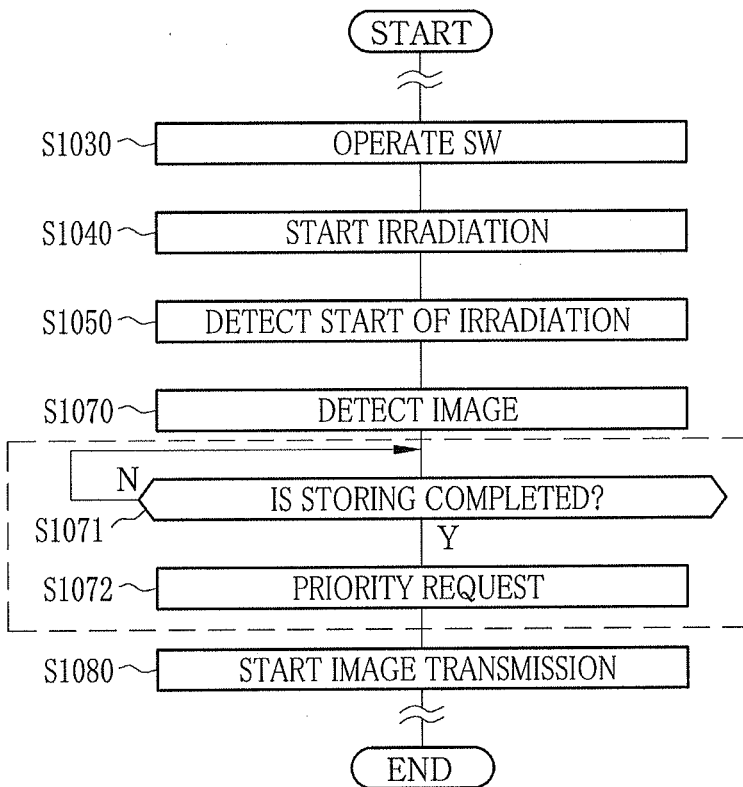 START
S1030 OPERATE SW
S1040 START IRRADIATION
S1050 DETECT START OF IRRADIATION
S1070 DETECT IMAGE
N
S1071 IS STORING COMPLETED?
Y
S1072 PRIORITY REQUEST
S1080 START IMAGE TRANSMISSION
END